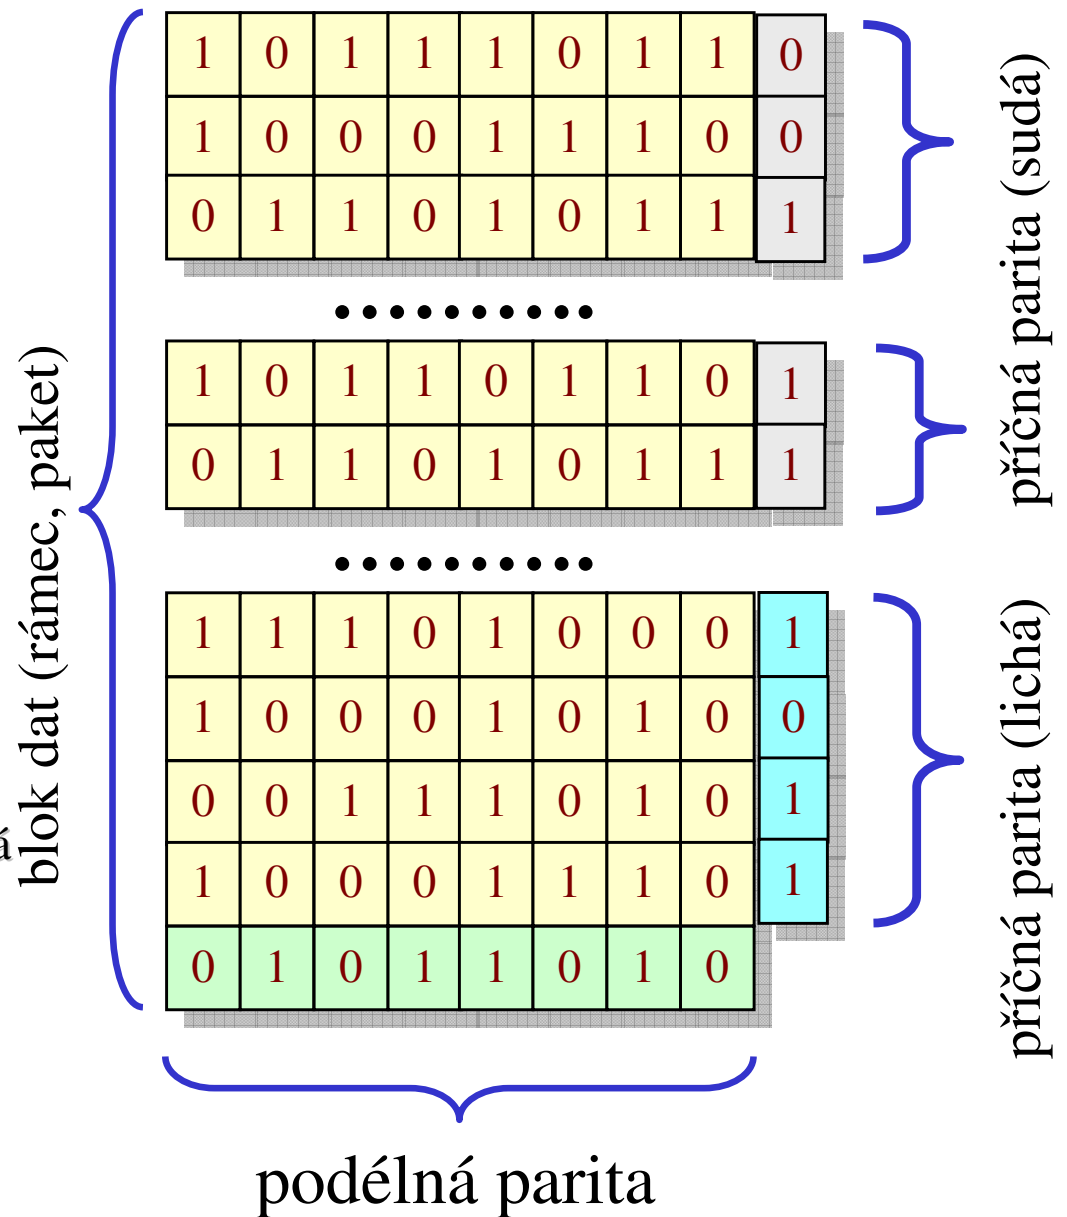 1 0 1 1 1 0 1 1 0
1 0 0 0 1 1 1 0 0
0 1 1 0 1 0 1 1 1
...........
1 0 1 1 0 1 1 0 1
0 1 1 0 1 0 1 1 1
...........
1 1 1 0 1 0 0 0 1
1 0 0 0 1 0 1 0 0
0 0 1 1 1 0 1 0 1
1 0 0 0 1 1 1 0 1
0 1 0 1 1 0 1 0
á
blok dat (rámec, paket)
příčná parita (sudá)
příčná parita (lichá)
podélná parita